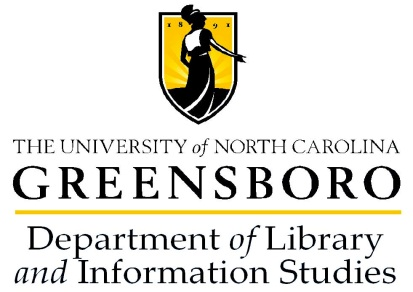 1891
THE UNIVERSITY of NORTH CAROLINA
GREENSBORO
Department of Library
and Information Studies